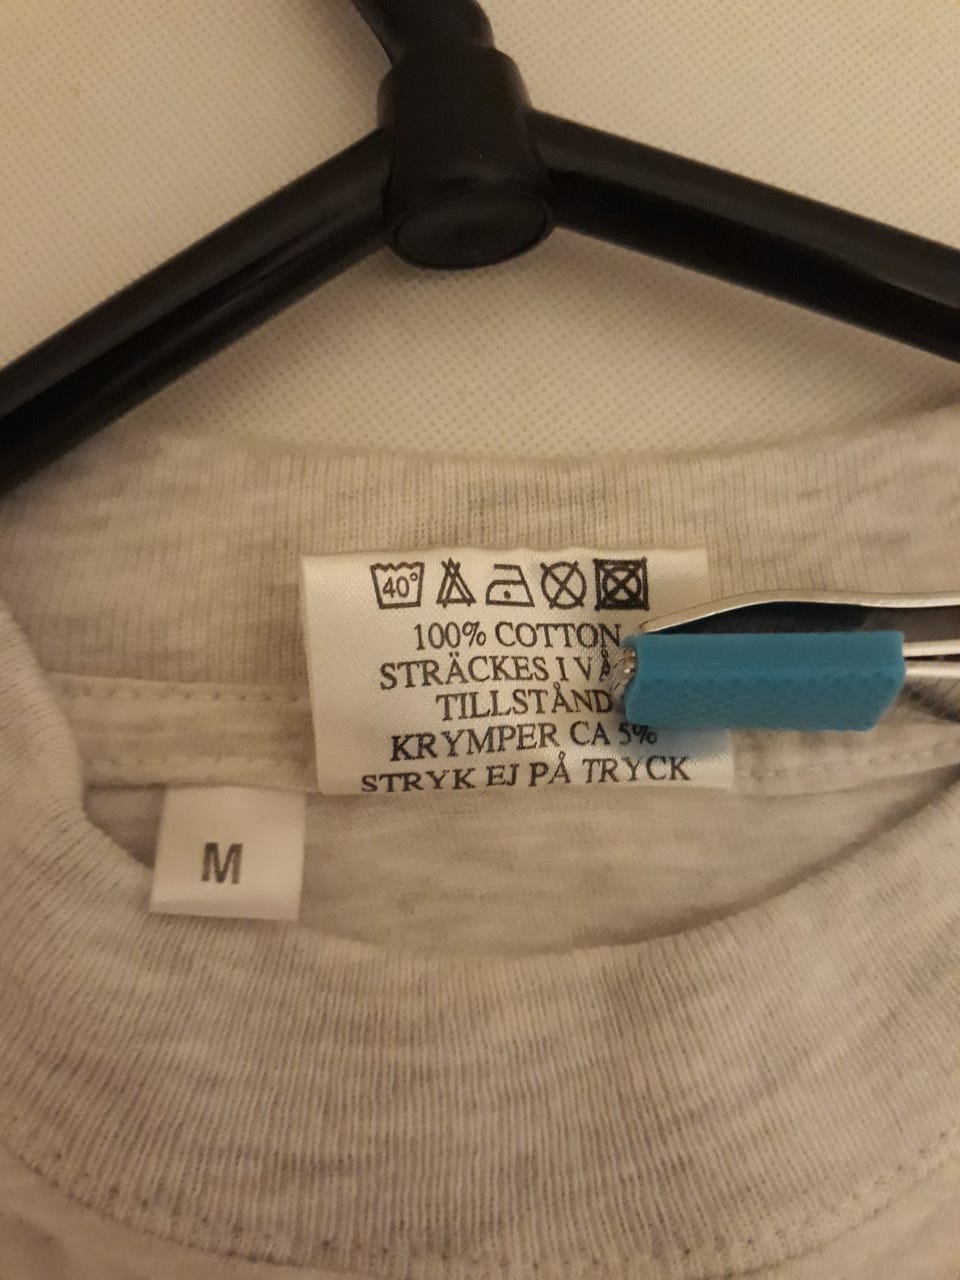 40°
100% COTTON
STRÄCKES I
TILLSTÅND
KRYMPER CA 5%
STRYK EJ PÅ TRYCK
M